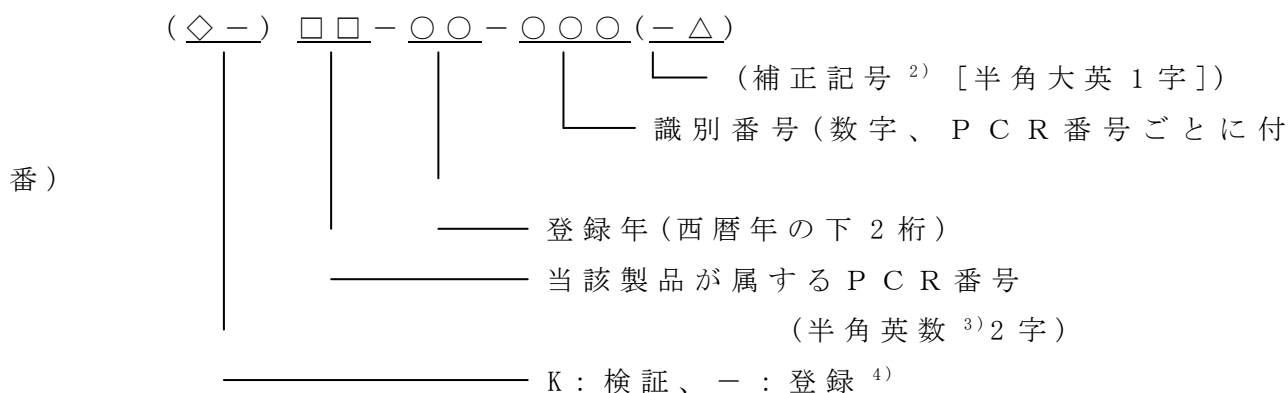 (◇－) □□－○○－○○○(－△)
(補正記号 2) [半角大英 1 字])
識別番号(数字、PCR番号ごとに付
番)
登録年(西暦年の下 2 桁)
当該製品が属するPCR番号
(半角英数 3)2 字)
K:検証、－:登録 4)